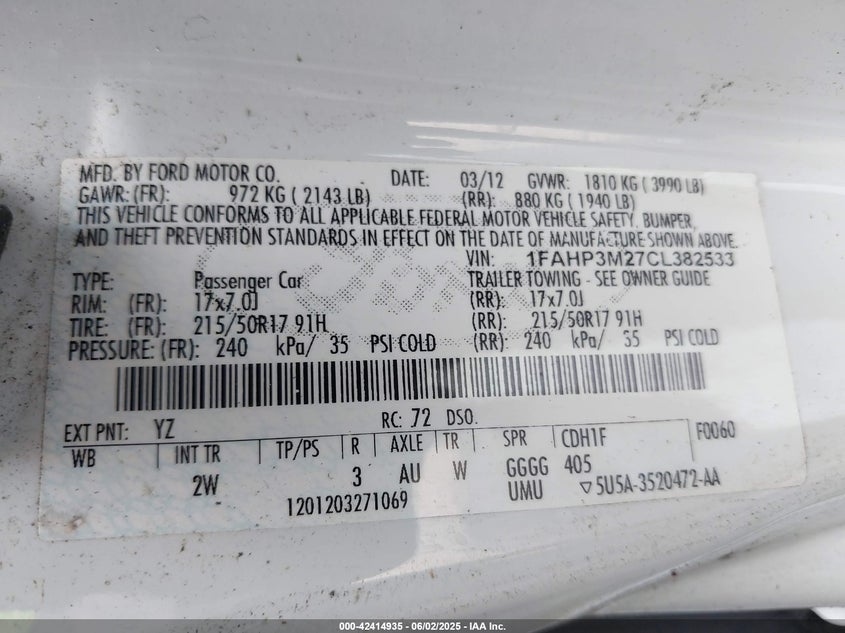 MFD. BY FORD MOTOR CO. DATE: 03/12 GVWR: 1810 KG ( 3990 LB)
GAWR: (FR): 972 KG ( 2143 LB) (RR): 880 KG ( 1940 LB)
THIS VEHICLE CONFORMS TO ALL APPLICABLE FEDERAL MOTOR VEHICLE SAFETY, BUMPER,
AND THEFT PREVENTION STANDARDS IN EFFECT ON THE DATE OF MANUFACTURE SHOWN ABOVE.
VIN: 1FAHP3M27CL382533
TYPE: Passenger Car TRAILER TOWING - SEE OWNER GUIDE
RIM: (FR): 17x7.0J (RR): 17x7.0J
TIRE: (FR): 215/50R17 91H (RR): 215/50R17 91H
PRESSURE: (FR): 240 kPa/ 35 PSI COLD (RR): 240 kPa/ 35 PSI COLD
EXT PNT: YZ RC: 72 DSO:
WB INT TR TP/PS R AXLE TR SPR CDH1F F0060
2W 3 AU W GGGG 405
UMU ▽5U5A-3520472-AA
1201203271069
000-42414935 - 06/02/2025 - IAA Inc.